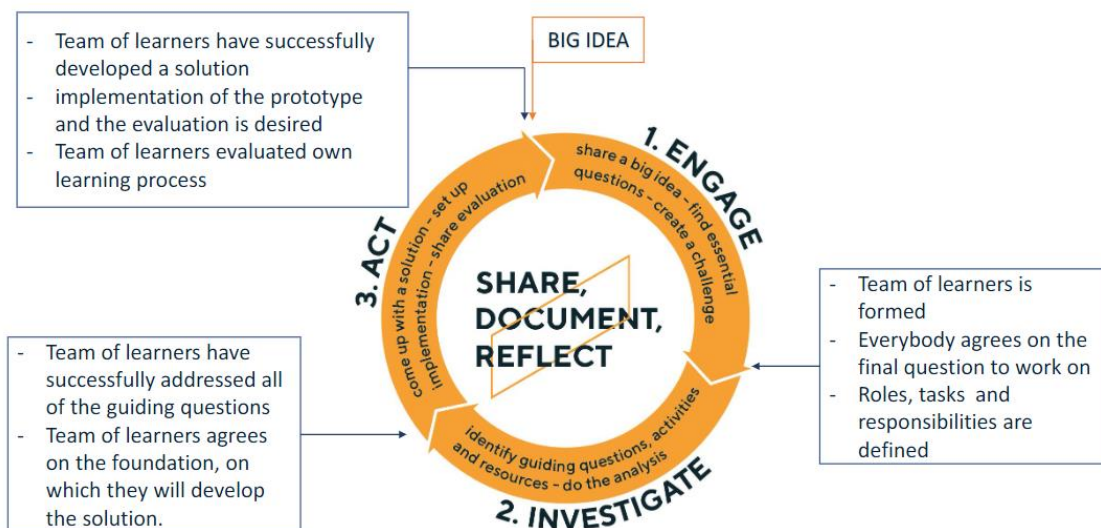 - Team of learners have successfully
developed a solution
- implementation of the prototype
and the evaluation is desired
- Team of learners evaluated own
learning process
BIG IDEA
1. ENGAGE
share a big idea – find essential
questions – create a challenge
3. ACT
come up with a solution – set up
implementation – share evaluation
SHARE,
DOCUMENT,
REFLECT
- Team of learners is
formed
- Everybody agrees on the
final question to work on
- Roles, tasks and
responsibilities are
defined
- Team of learners have
successfully addressed all
of the guiding questions
- Team of learners agrees
on the foundation, on
which they will develop
the solution.
identify guiding questions, activities
and resources – do the analysis
2. INVESTIGATE